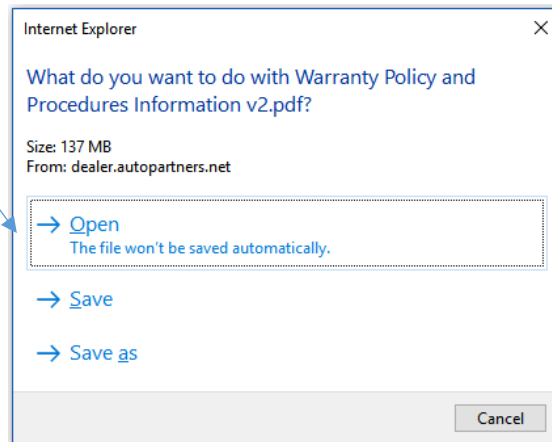 Internet Explorer
What do you want to do with Warranty Policy and
Procedures Information v2.pdf?
Size: 137 MB
From: dealer.autopartners.net
Open
The file won't be saved automatically.
Save
Save as
Cancel